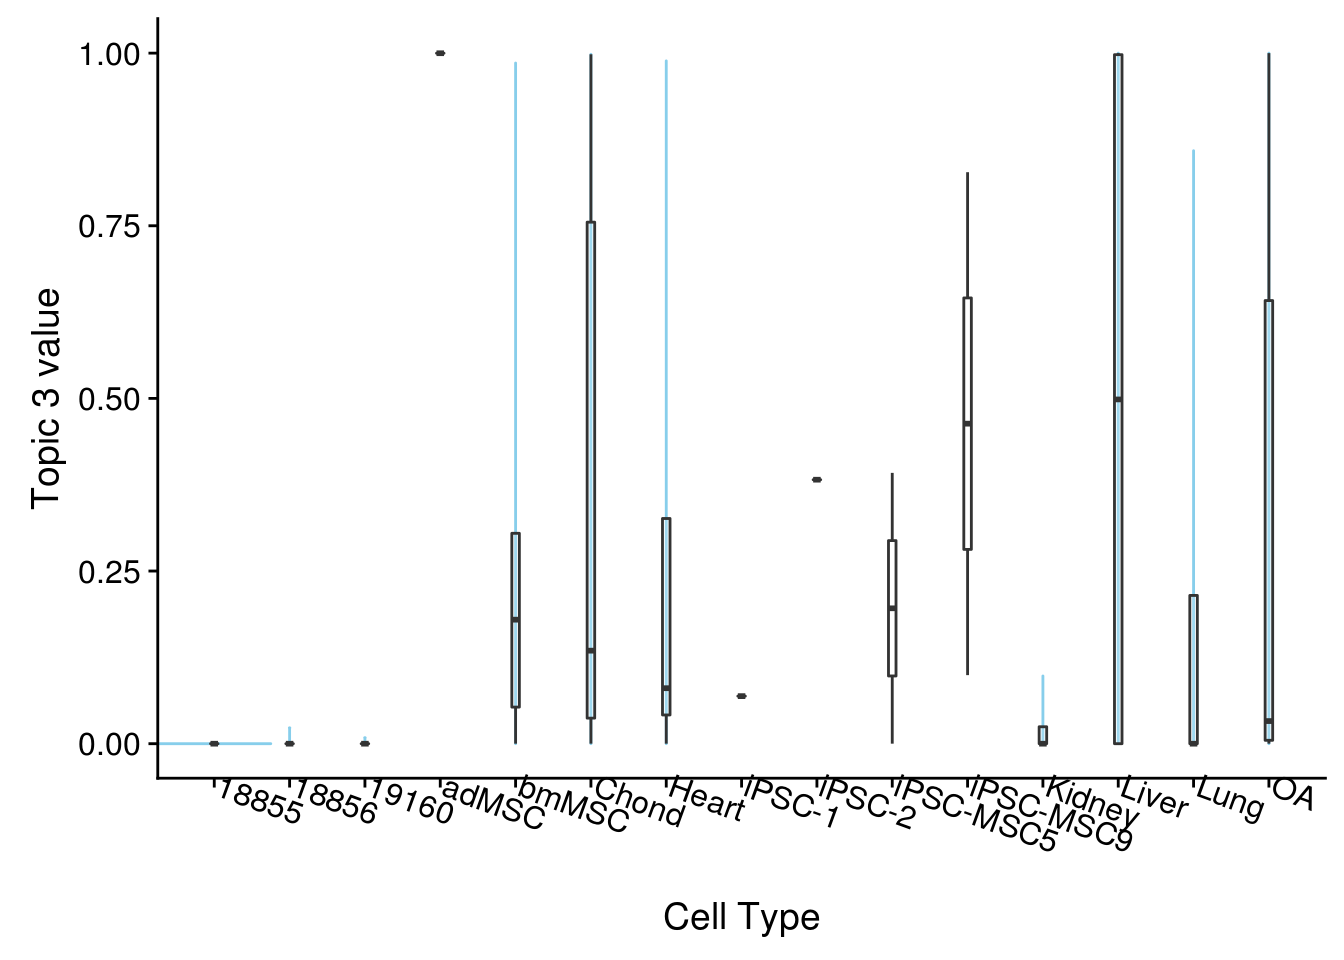 1.00
0.75
0.50
0.25
0.00
Topic 3 value
18855
18856
19160
adMSC
bmMSC
Chond
Heart
iPSC-1
iPSC-2
iPSC-MSC5
iPSC-MSC9
Kidney
Liver
Lung
OA
Cell Type